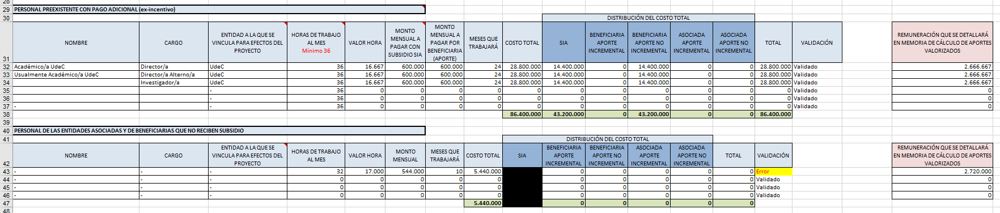 28
29 PERSONAL PREEXISTENTE CON PAGO ADICIONAL (ex-incentivo)
30 DISTRIBUCIÓN DEL COSTO TOTAL
31 NOMBRE CARGO ENTIDAD A LA QUE SE VINCULA PARA EFECTOS DEL PROYECTO HORAS DE TRABAJO AL MES Mínimo 36 VALOR HORA MONTO MENSUAL A PAGAR CON SUBSIDIO SIA MONTO MENSUAL A PAGAR POR BENEFICIARIA (APORTE) MESES QUE TRABAJARÁ COSTO TOTAL SIA BENEFICIARIA APORTE INCREMENTAL BENEFICIARIA APORTE NO INCREMENTAL ASOCIADA APORTE INCREMENTAL ASOCIADA APORTE NO INCREMENTAL TOTAL VALIDACIÓN REMUNERACIÓN QUE SE DETALLARÁ EN MEMORIA DE CÁLCULO DE APORTES VALORIZADOS
32 Académico/a UdeC Director/a UdeC 36 16.667 600.000 600.000 24 28.800.000 14.400.000 0 14.400.000 0 0 28.800.000 Validado 2.666.667
33 Usualmente Académico/a UdeC Director/a Alterno/a UdeC 36 16.667 600.000 600.000 24 28.800.000 14.400.000 0 14.400.000 0 0 28.800.000 Validado 2.666.667
34 Investigador/a UdeC 36 16.667 600.000 600.000 24 28.800.000 14.400.000 0 14.400.000 0 0 28.800.000 Validado 2.666.667
35 - 36 0 0 0 0 0 0 0 0 0 0 0 Validado 0
36 - 36 0 0 0 0 0 0 0 0 0 0 0 Validado 0
37 - - 36 0 0 0 0 0 0 0 0 0 0 0 Validado 0
38 86.400.000 43.200.000 0 43.200.000 0 0 86.400.000
39
40 PERSONAL DE LAS ENTIDADES ASOCIADAS Y DE BENEFICIARIAS QUE NO RECIBEN SUBSIDIO
41 DISTRIBUCIÓN DEL COSTO TOTAL
42 NOMBRE CARGO ENTIDAD A LA QUE SE VINCULA PARA EFECTOS DEL PROYECTO HORAS DE TRABAJO AL MES VALOR HORA MONTO MENSUAL MESES QUE TRABAJARÁ COSTO TOTAL SIA BENEFICIARIA APORTE INCREMENTAL BENEFICIARIA APORTE NO INCREMENTAL ASOCIADA APORTE INCREMENTAL ASOCIADA APORTE NO INCREMENTAL TOTAL VALIDACIÓN REMUNERACIÓN QUE SE DETALLARÁ EN MEMORIA DE CÁLCULO DE APORTES VALORIZADOS
43 - - - 32 17.000 544.000 10 5.440.000 0 0 0 0 0 Error 2.720.000
44 - - - 0 0 0 0 0 0 0 0 0 0 Validado 0
45 - - - 0 0 0 0 0 0 0 0 0 0 Validado 0
46 - - - 0 0 0 0 0 0 0 0 0 0 Validado 0
47 5.440.000 0 0 0 0 0
48